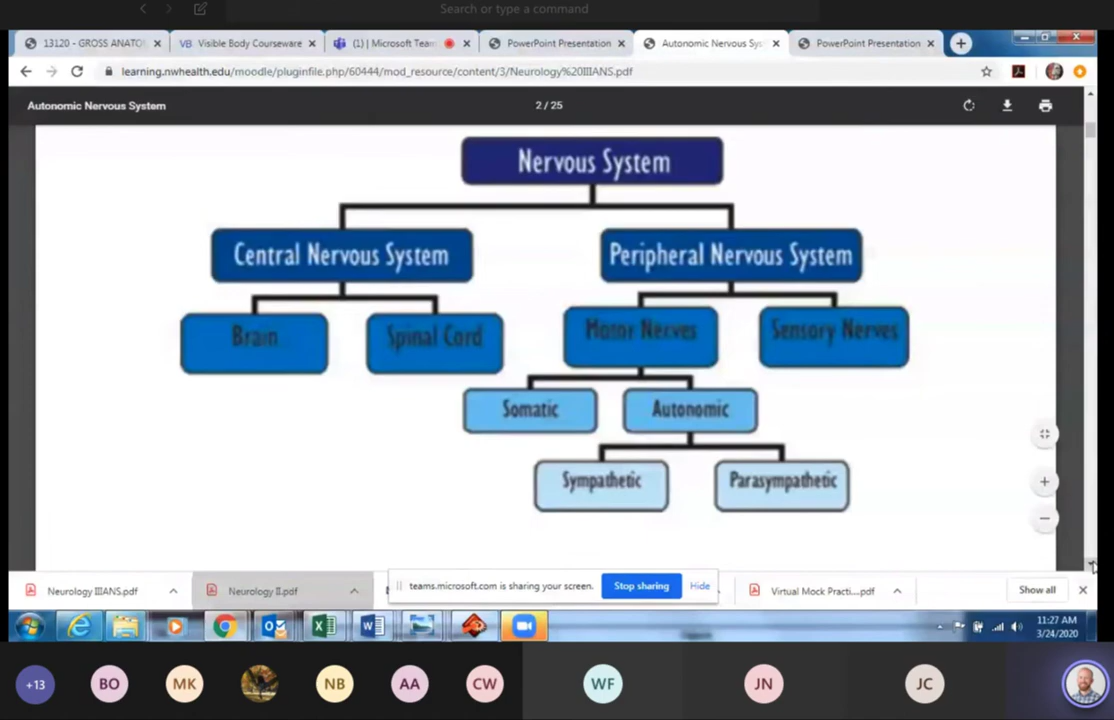 Search or type a command
13120 - GROSS ANATO
VB Visible Body Courseware
(1) | Microsoft Team
PowerPoint Presentation
Autonomic Nervous Sy
PowerPoint Presentation
learning.nwhealth.edu/moodle/pluginfile.php/60444/mod_resource/content/3/Neurology%20IIIANS.pdf
Autonomic Nervous System
2 / 25
Nervous System
Central Nervous System
Peripheral Nervous System
Brain
Spinal Cord
Motor Nerves
Sensory Nerves
Somatic
Autonomic
Sympathetic
Parasympathetic
Neurology IIIANS.pdf
Neurology II.pdf
teams.microsoft.com is sharing your screen.
Stop sharing
Hide
Virtual Mock Practi....pdf
Show all
11:27 AM
3/24/2020
+13
BO
MK
NB
AA
CW
WF
JN
JC